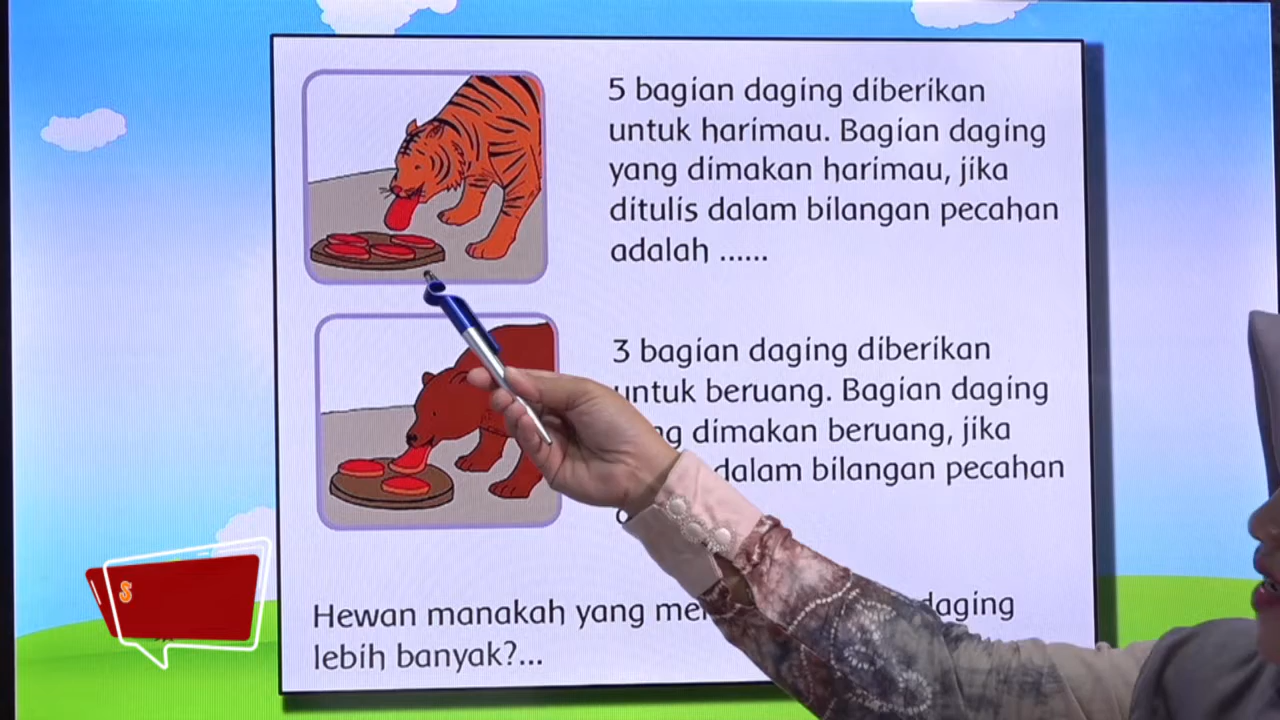 5 bagian daging diberikan
untuk harimau. Bagian daging
yang dimakan harimau, jika
ditulis dalam bilangan pecahan
adalah ......
3 bagian daging diberikan
untuk beruang. Bagian daging
dimakan beruang, jika
dalam bilangan pecahan
Hewan manakah yang daging
lebih banyak?...
S